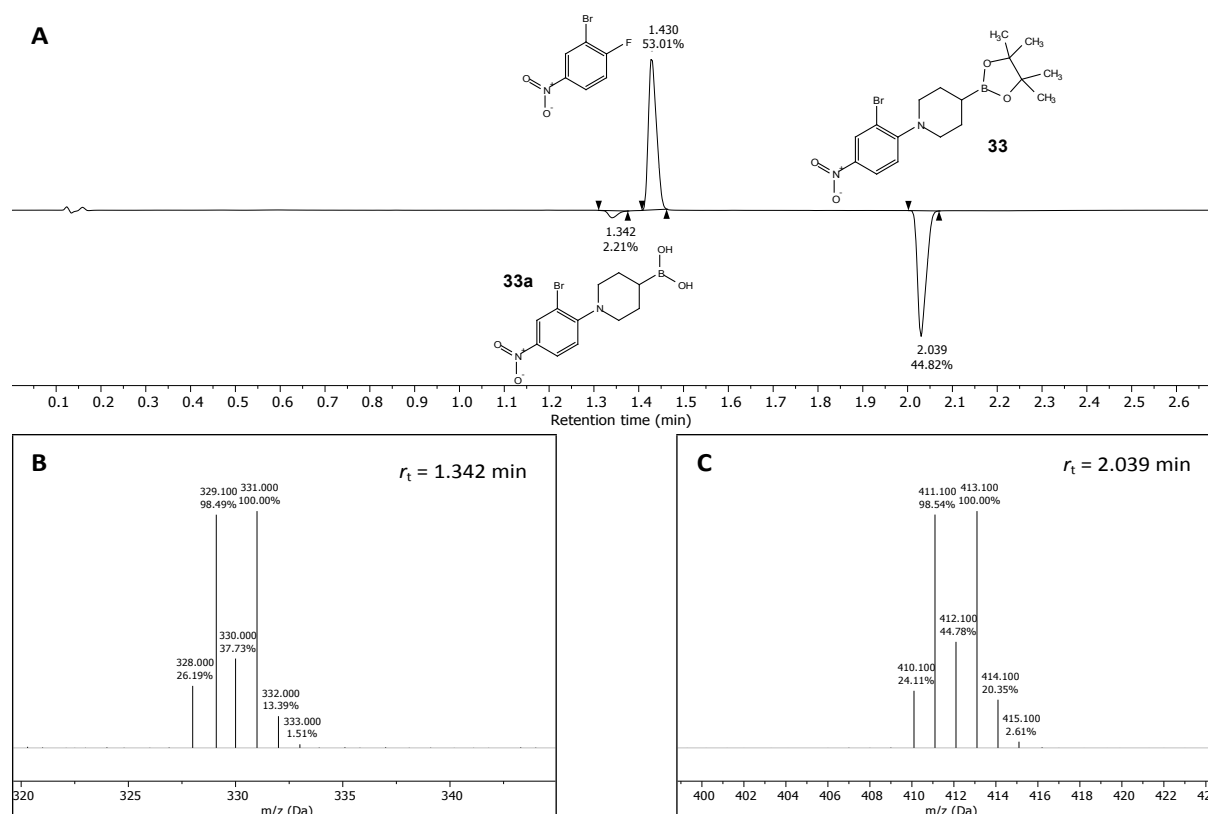 A
Br
F
N+
O
O-
1.430
53.01%
CH3
H3C
CH3
O
CH3
B
O
CH3
Br
N
N+
O
O-
33
1.342
2.21%
33a
OH
B
OH
Br
N
N+
O
O-
2.039
44.82%
0.1 0.2 0.3 0.4 0.5 0.6 0.7 0.8 0.9 1.0 1.1 1.2 1.3 1.4 1.5 1.6 1.7 1.8 1.9 2.0 2.1 2.2 2.3 2.4 2.5 2.6
Retention time (min)
B
rt = 1.342 min
329.100
98.49%
331.000
100.00%
330.000
37.73%
328.000
26.19%
332.000
13.39%
333.000
1.51%
320 325 330 335 340
m/z (Da)
C
rt = 2.039 min
411.100
98.54%
413.100
100.00%
412.100
44.78%
410.100
24.11%
414.100
20.35%
415.100
2.61%
400 402 404 406 408 410 412 414 416 418 420 422
m/z (Da)